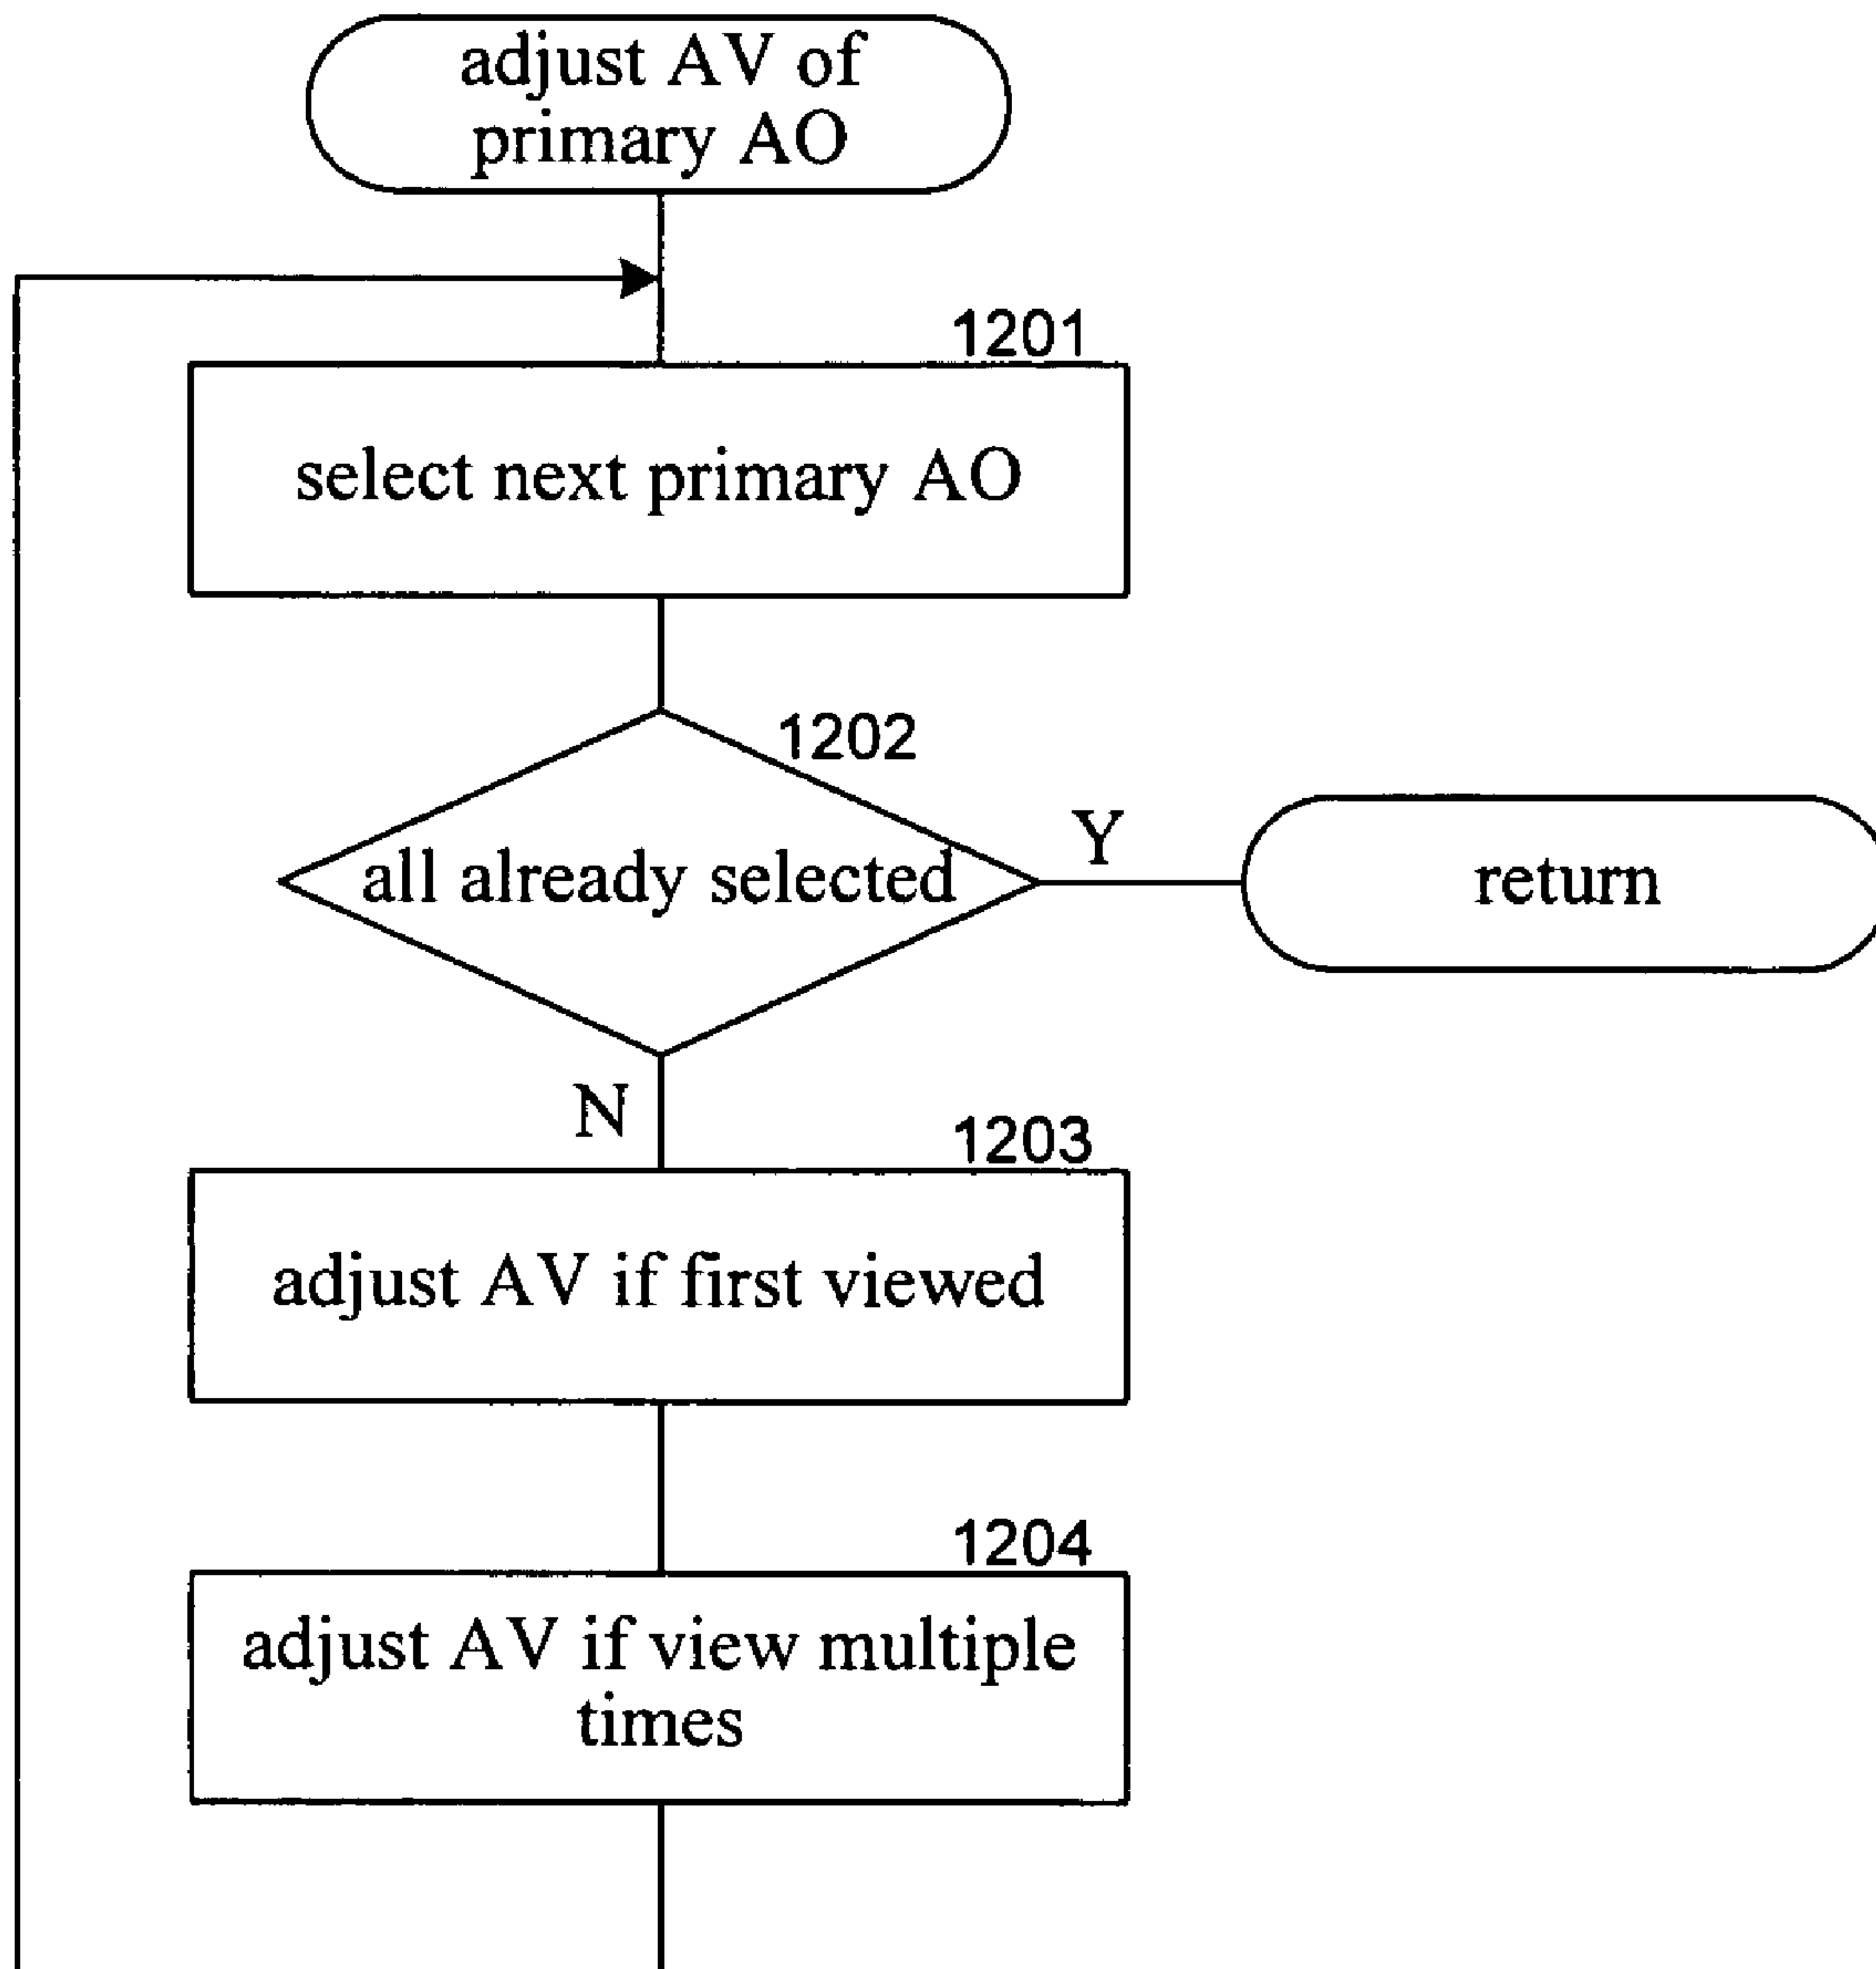 adjust AV of
primary AO
1201
select next primary AO
1202
all already selected
Y
return
N
1203
adjust AV if first viewed
1204
adjust AV if view multiple
times